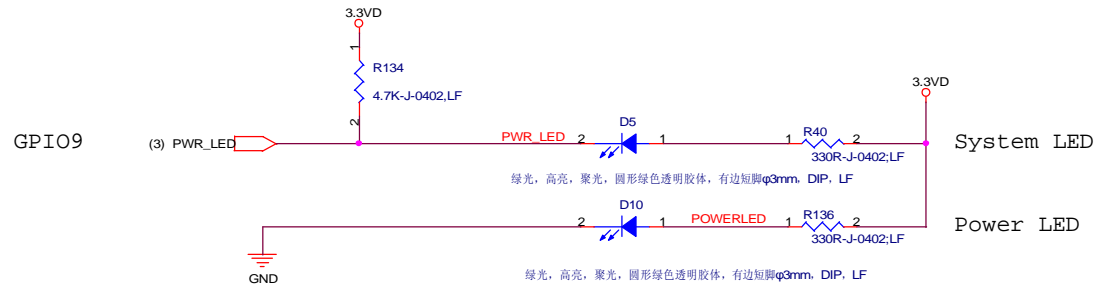 3.3VD
1
R134
4.7K-J-0402,LF
2
3.3VD
GPIO9
(3) PWR_LED
PWR_LED
2
D5
1
1
R40
2
330R-J-0402;LF
System LED
绿光，高亮，聚光，圆形绿色透明胶体，有边短脚φ3mm，DIP，LF
2
D10
1
POWERLED
1
R136
2
330R-J-0402;LF
Power LED
GND
绿光，高亮，聚光，圆形绿色透明胶体，有边短脚φ3mm，DIP，LF